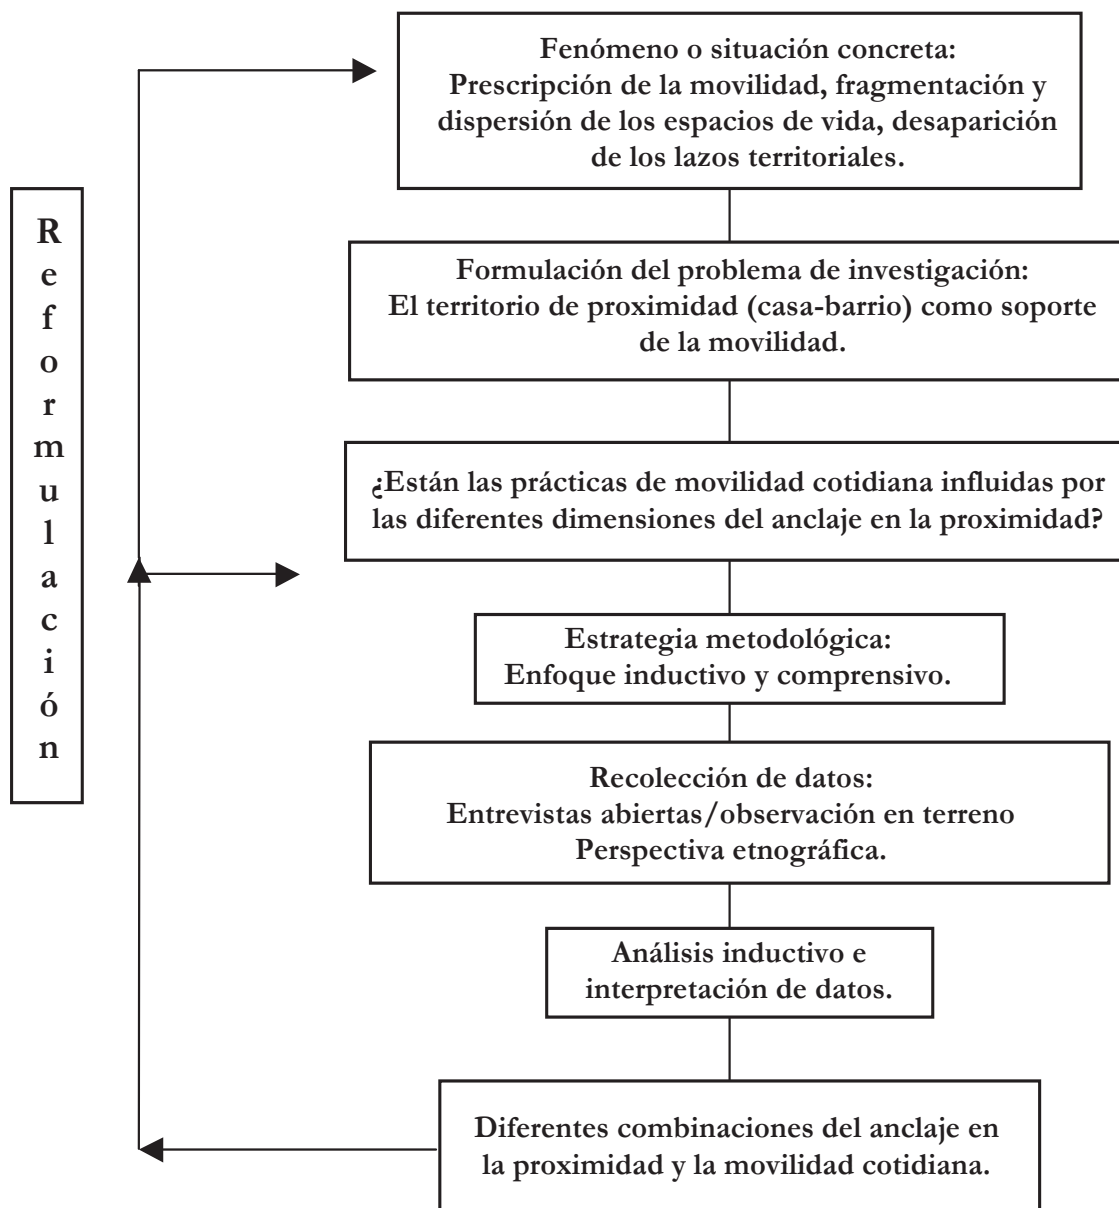 Fenómeno o situación concreta:
Prescripción de la movilidad, fragmentación y
dispersión de los espacios de vida, desaparición
de los lazos territoriales.
Reformulación
Formulación del problema de investigación:
El territorio de proximidad (casa-barrio) como soporte
de la movilidad.
¿Están las prácticas de movilidad cotidiana influidas por
las diferentes dimensiones del anclaje en la proximidad?
Estrategia metodológica:
Enfoque inductivo y comprensivo.
Recolección de datos:
Entrevistas abiertas/observación en terreno
Perspectiva etnográfica.
Análisis inductivo e
interpretación de datos.
Diferentes combinaciones del anclaje en
la proximidad y la movilidad cotidiana.